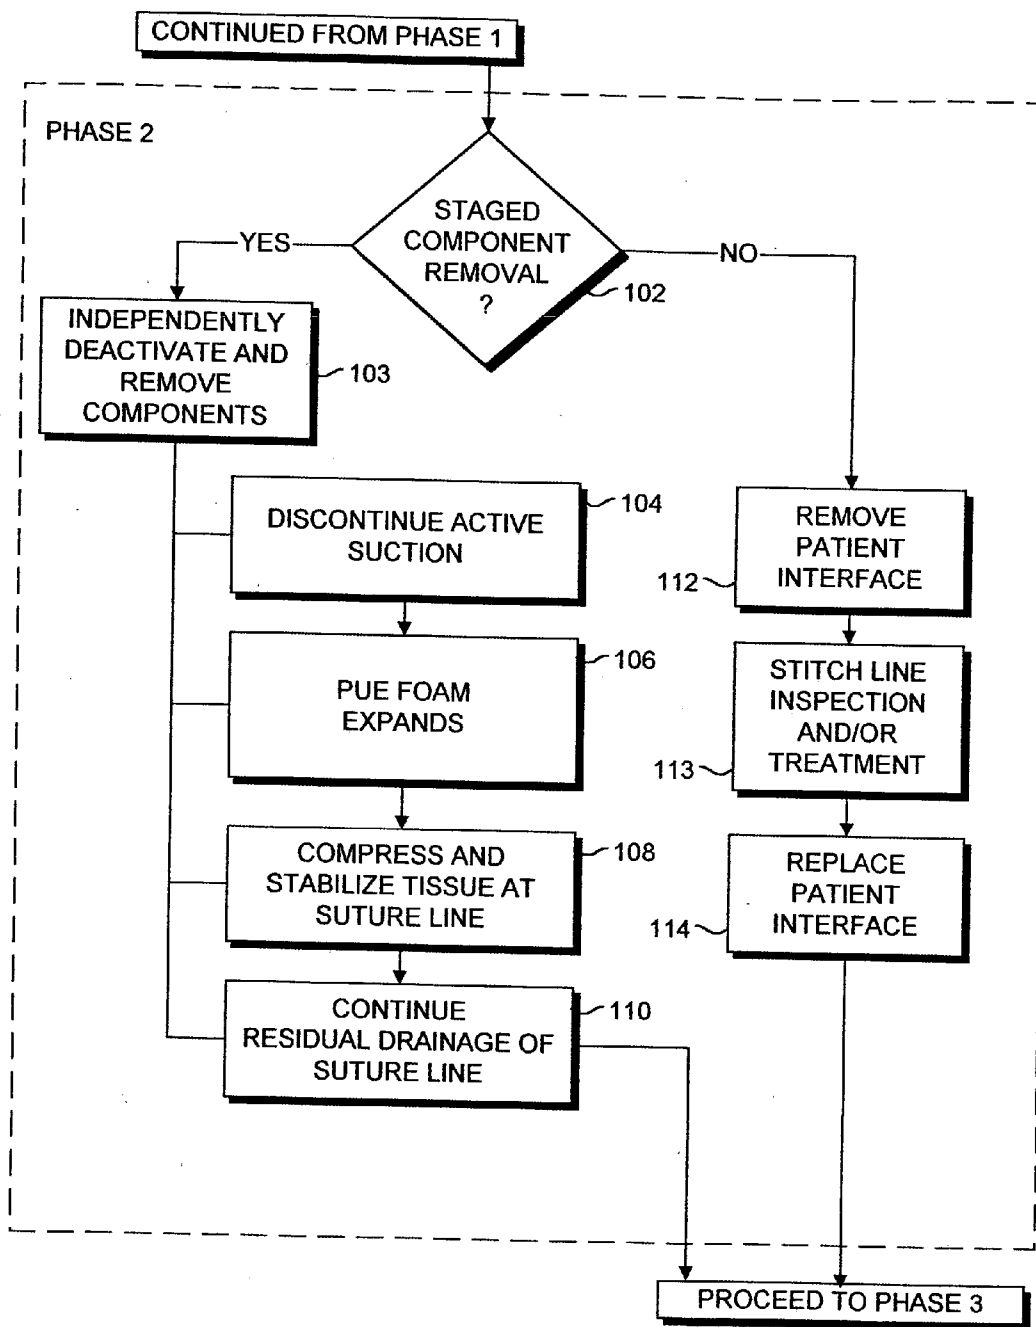 CONTINUED FROM PHASE 1
PHASE 2
STAGED
COMPONENT
REMOVAL
?
102
YES
NO
INDEPENDENTLY
DEACTIVATE AND
REMOVE
COMPONENTS
103
DISCONTINUE ACTIVE
SUCTION
104
PUE FOAM
EXPANDS
106
COMPRESS AND
STABILIZE TISSUE AT
SUTURE LINE
108
CONTINUE
RESIDUAL DRAINAGE OF
SUTURE LINE
110
REMOVE
PATIENT
INTERFACE
112
STITCH LINE
INSPECTION
AND/OR
TREATMENT
113
REPLACE
PATIENT
INTERFACE
114
PROCEED TO PHASE 3